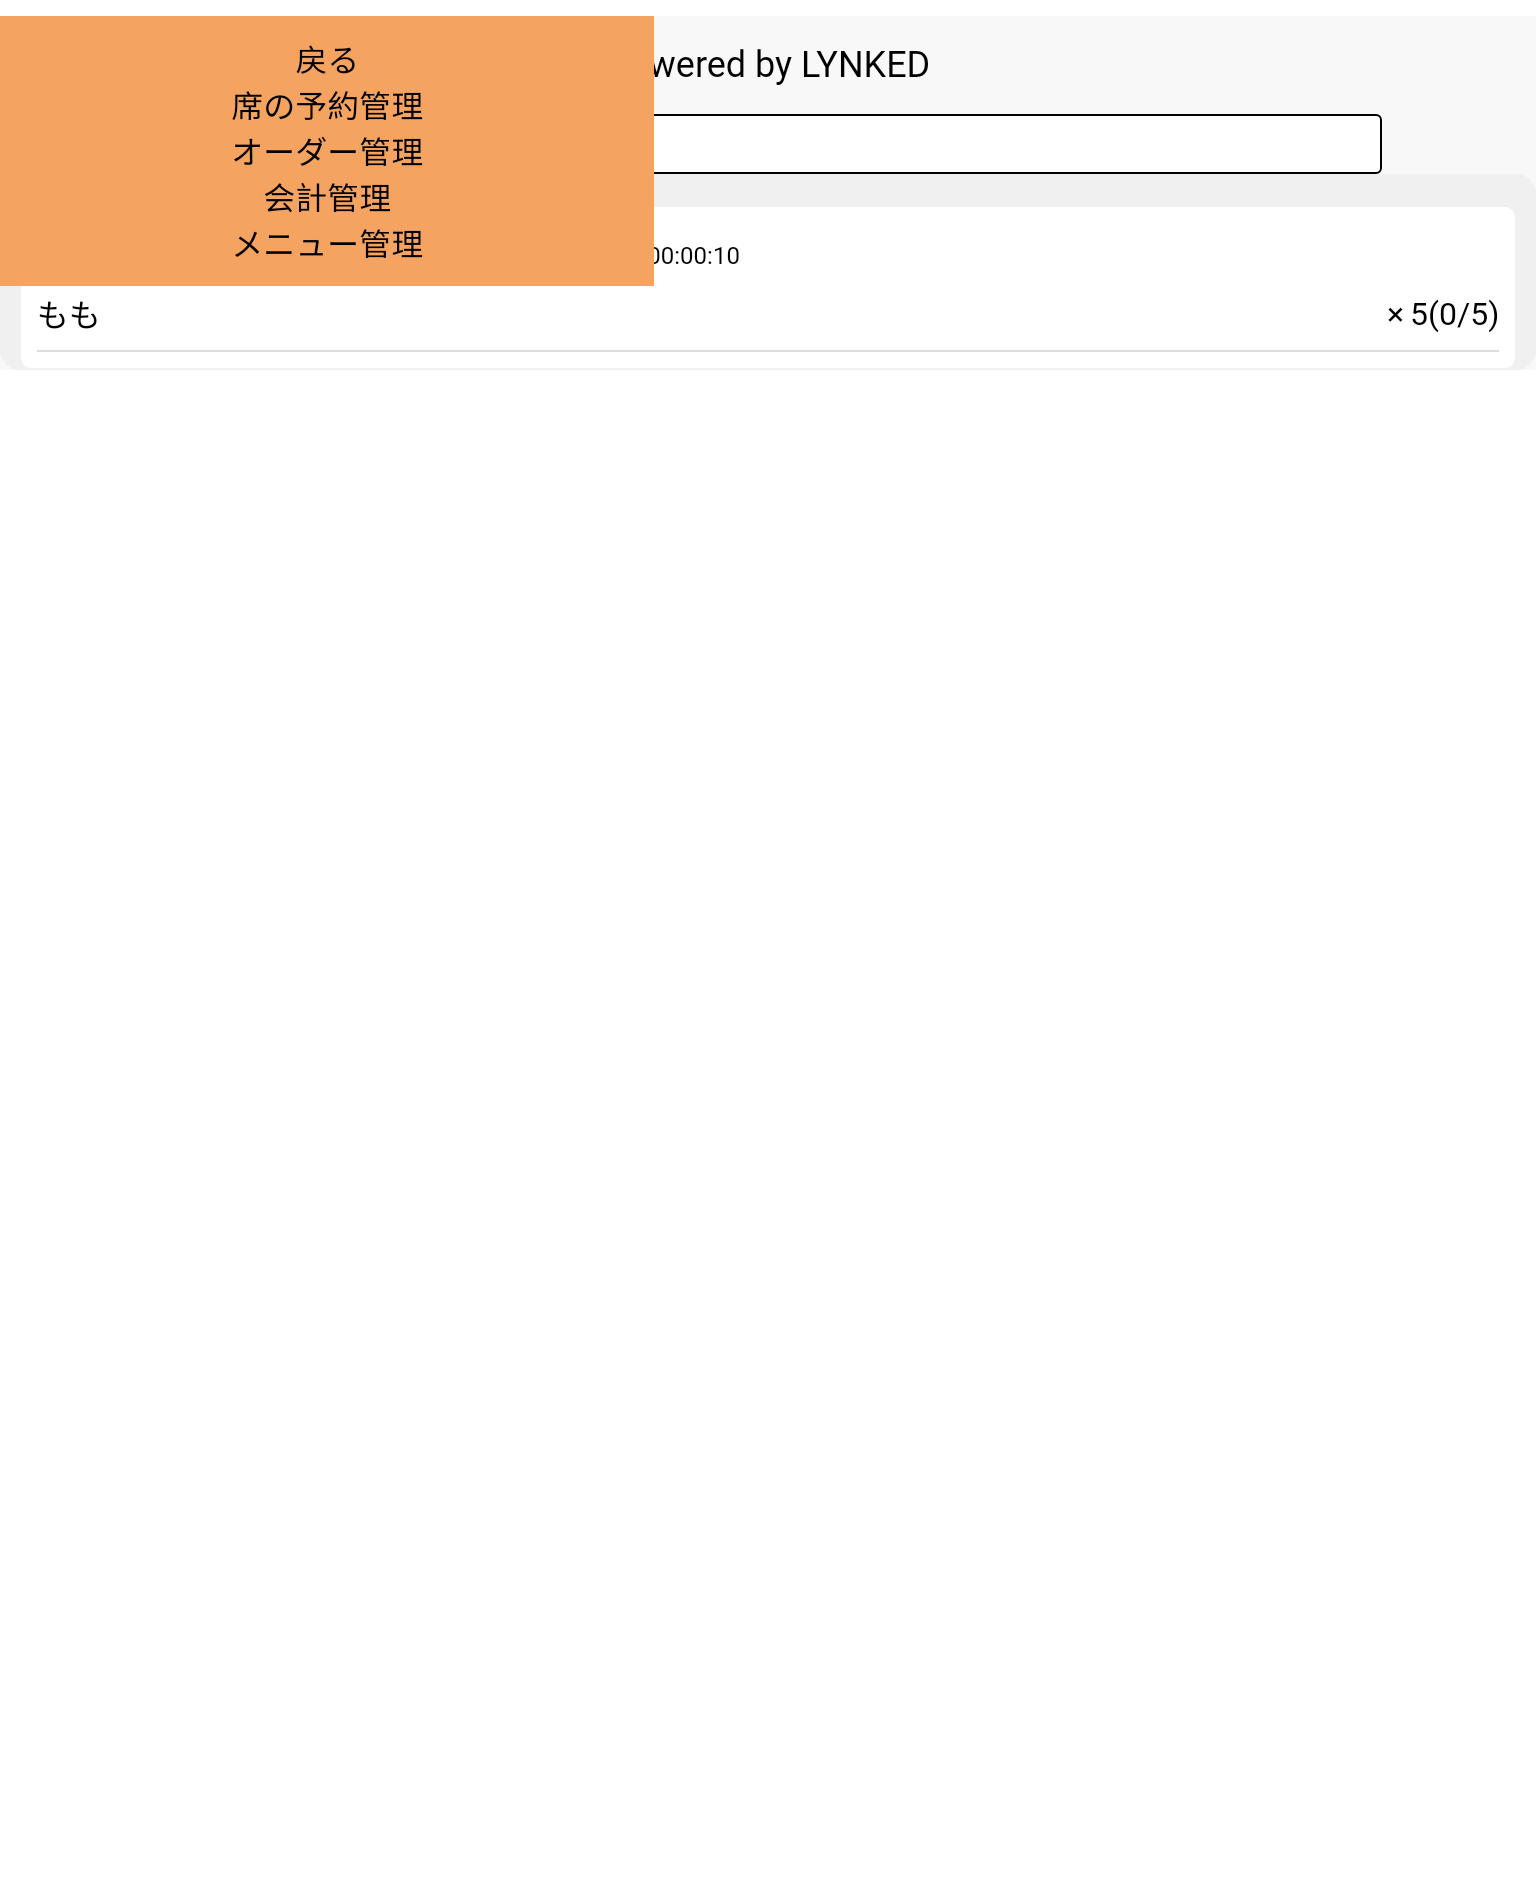 戻る
席の予約管理
オーダー管理
会計管理
メニュー管理
by LYNKED
00:00:10
もも
× 5(0/5)